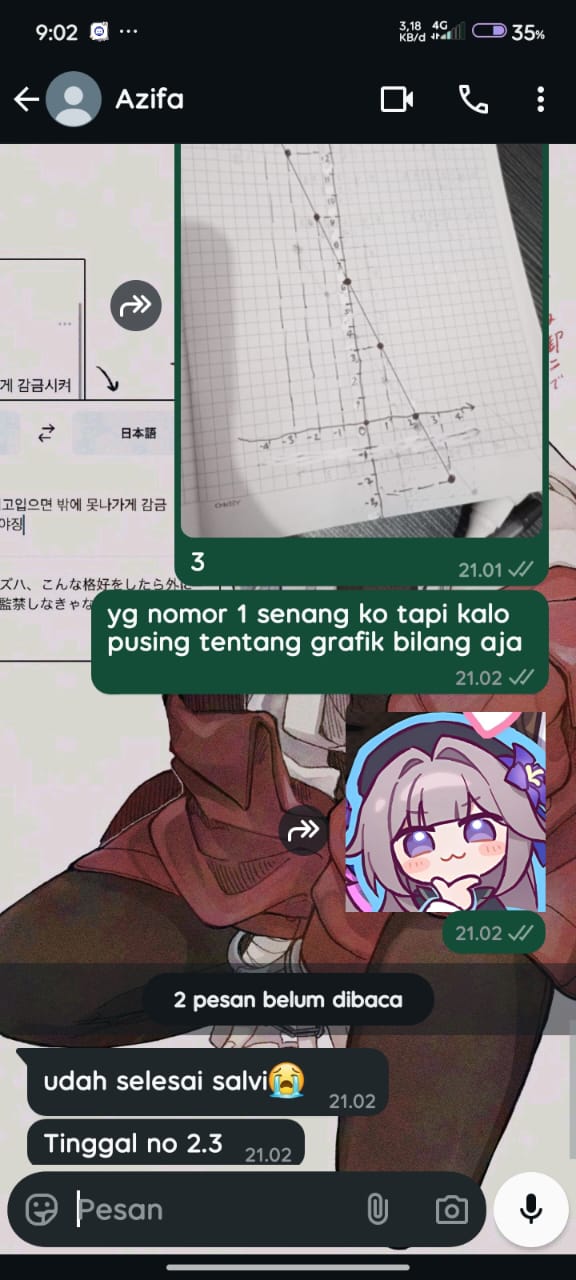 9:02
3,18 KB/d
4G
35%
Azifa
게 감금시켜
日本語
고입으면 밖에 못나가게 감금
야징
ズハ、こんな格好をしたら外に
監禁しなきゃな
3
21.01
yg nomor 1 senang ko tapi kalo
pusing tentang grafik bilang aja
21.02
21.02
2 pesan belum dibaca
udah selesai salvi😭
21.02
Tinggal no 2.3
21.02
Pesan